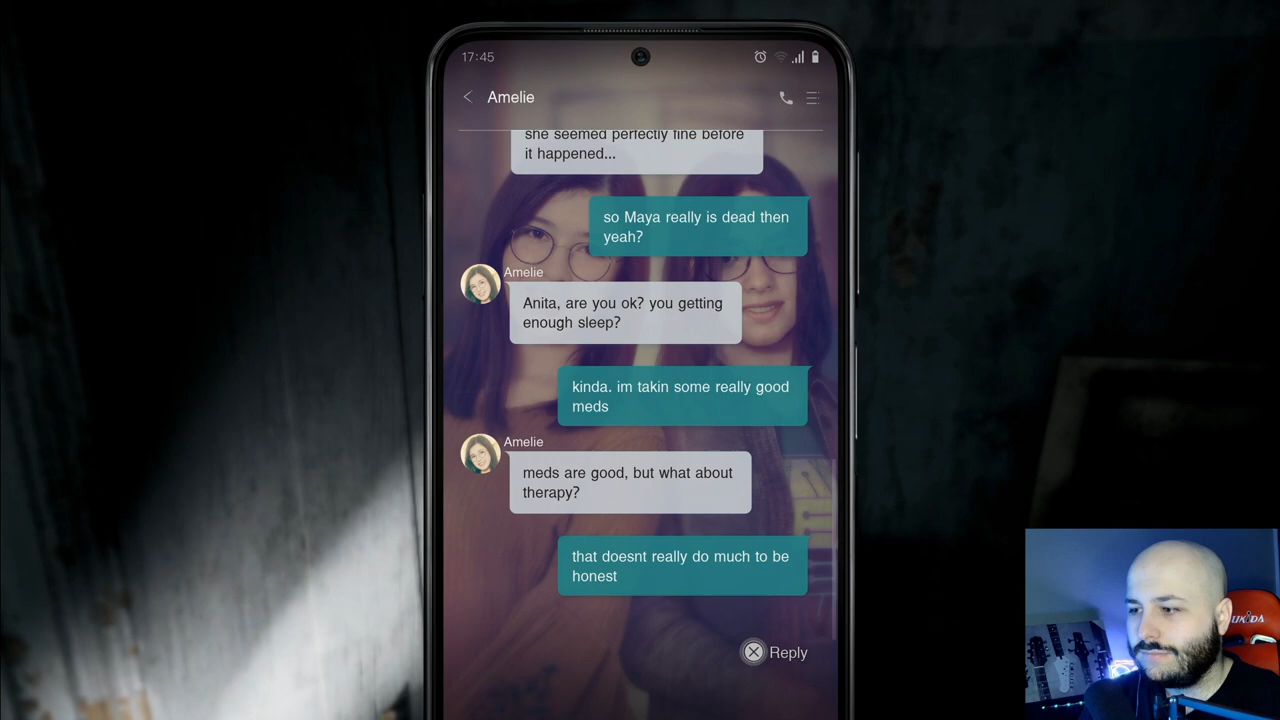 17:45
Amelie
she seemed perfectly fine before
it happened...
so Maya really is dead then
yeah?
Amelie
Anita, are you ok? you getting
enough sleep?
kinda. im takin some really good
meds
Amelie
meds are good, but what about
therapy?
that doesnt really do much to be
honest
Reply